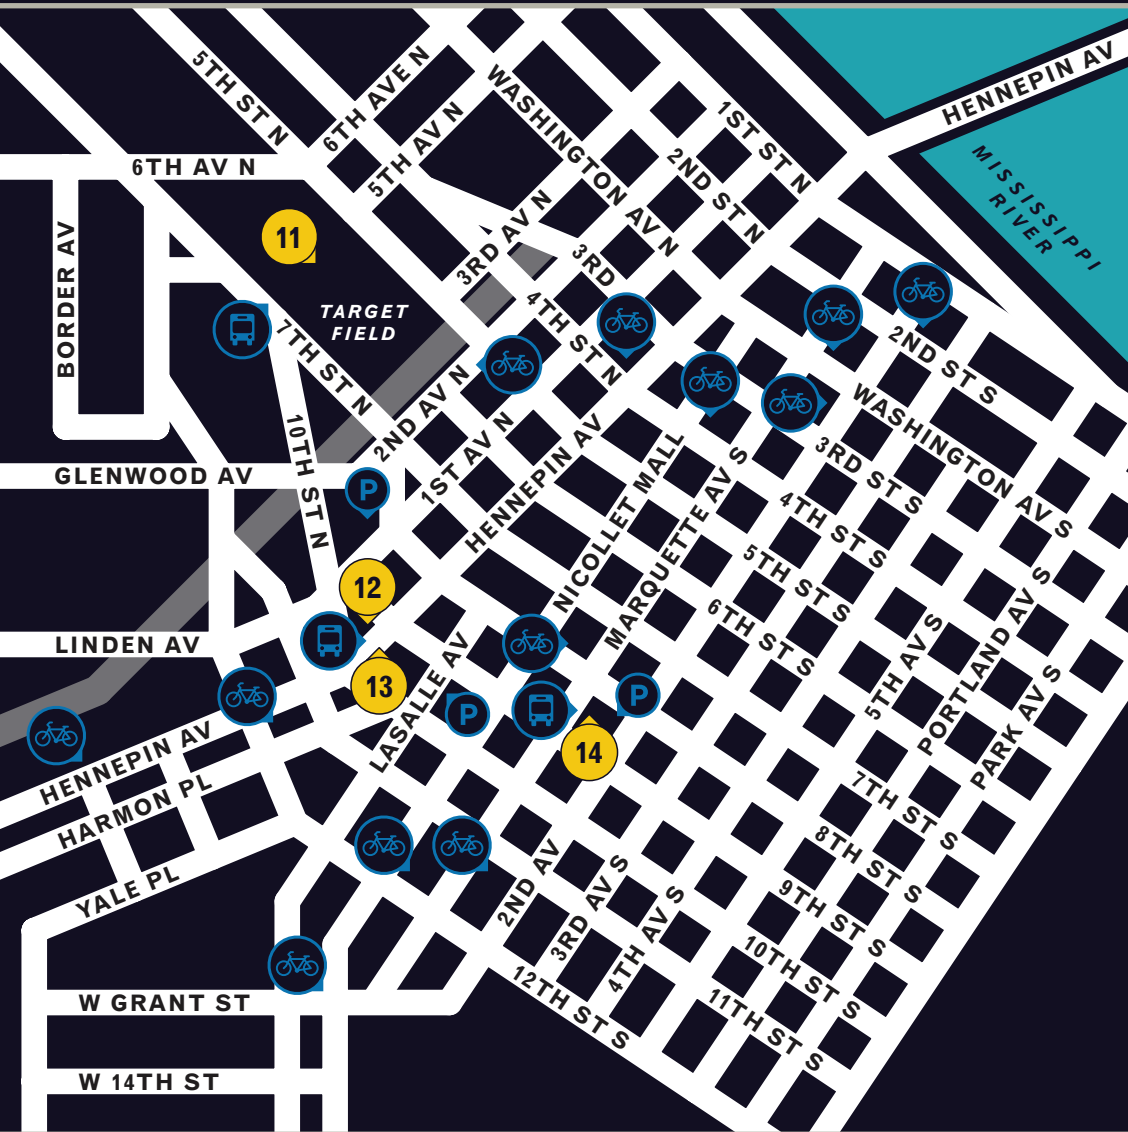 HENNEPIN AV
5TH ST N
6TH AVE N
WASHINGTON AV N
1ST ST N
5TH AV N
6TH AV N
2ND ST N
MISSISSIPPI
RIVER
11
3RD AV N
3RD
BORDER AV
TARGET
FIELD
4TH ST N
7TH ST N
2ND ST S
2ND AV N
WASHINGTON AV S
10TH ST N
1ST AV N
HENNEPIN AV
NICOLLET MALL
MARQUETTE AV S
3RD ST S
GLENWOOD AV
P
4TH ST S
5TH ST S
12
6TH ST S
LINDEN AV
5TH AV S
PORTLAND AV S
PARK AV S
13
LASALLE AV
P
P
14
HENNEPIN AV
HARMON PL
7TH ST S
8TH ST S
YALE PL
2ND AV
3RD AV S
4TH AV S
9TH ST S
10TH ST S
W GRANT ST
12TH ST S
11TH ST S
W 14TH ST